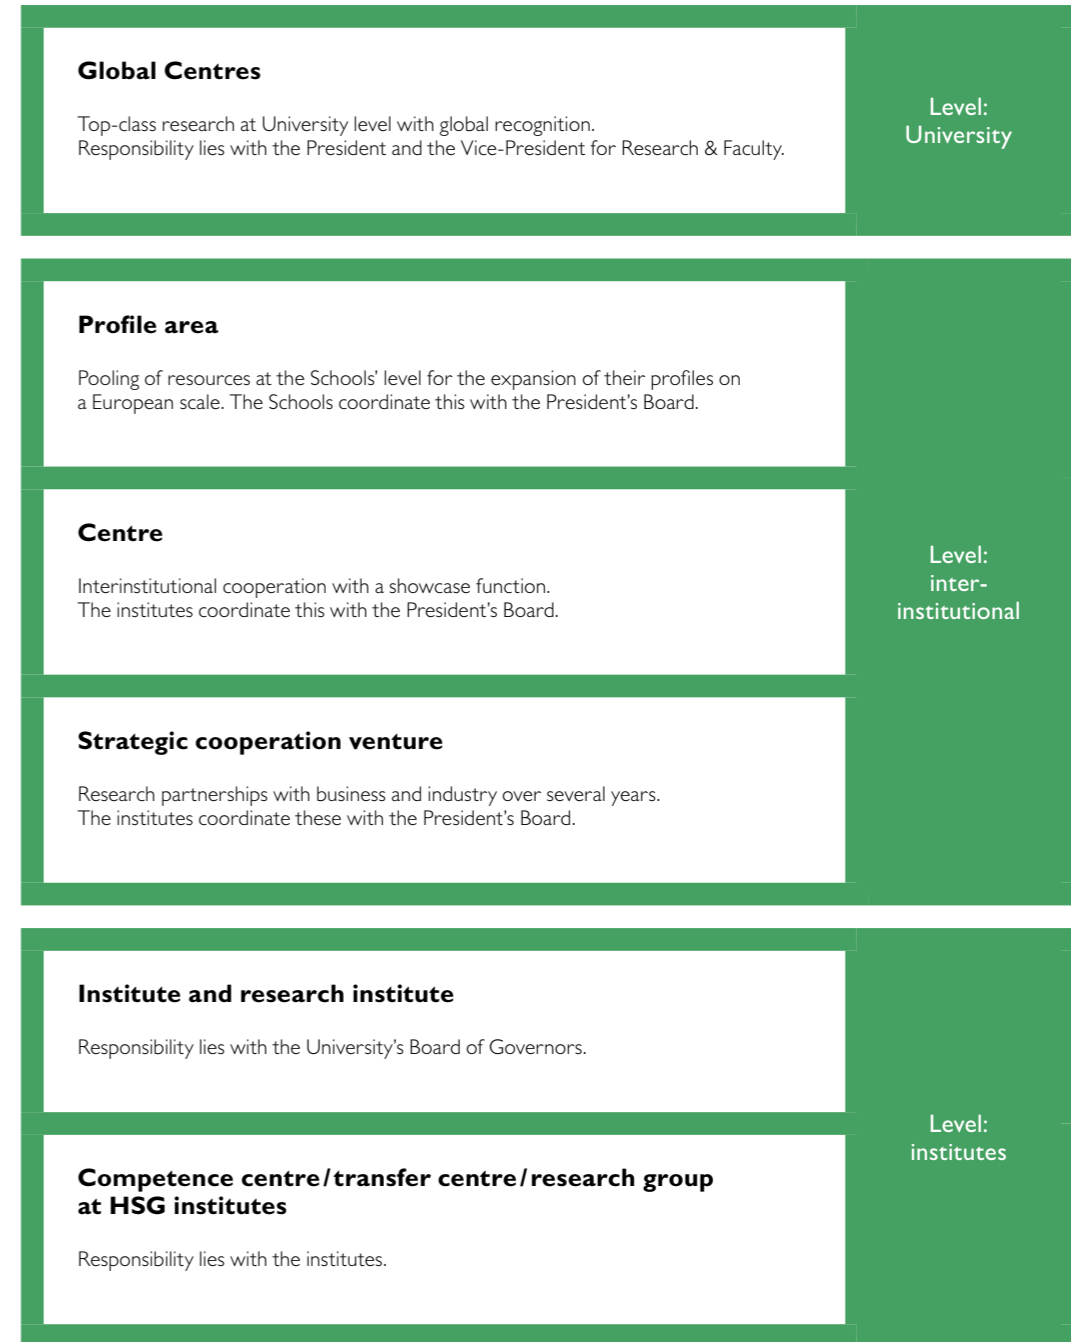 Global Centres
Top-class research at University level with global recognition.
Responsibility lies with the President and the Vice-President for Research & Faculty.
Level:
University
Profile area
Pooling of resources at the Schools’ level for the expansion of their profiles on
a European scale. The Schools coordinate this with the President’s Board.
Centre
Interinstitutional cooperation with a showcase function.
The institutes coordinate this with the President’s Board.
Level:
inter-
institutional
Strategic cooperation venture
Research partnerships with business and industry over several years.
The institutes coordinate these with the President’s Board.
Institute and research institute
Responsibility lies with the University’s Board of Governors.
Level:
institutes
Competence centre/transfer centre/research group
at HSG institutes
Responsibility lies with the institutes.